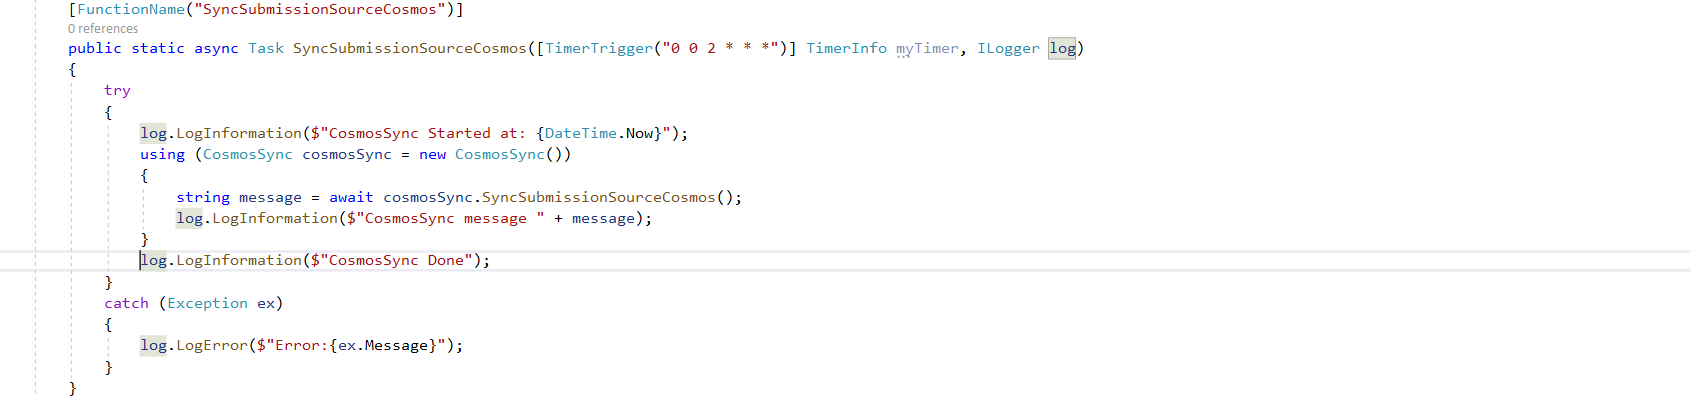 [FunctionName("SyncSubmissionSourceCosmos")]
0 references
public static async Task SyncSubmissionSourceCosmos([TimerTrigger("0 0 2 * * *")] TimerInfo myTimer, ILogger log)
{
try
{
log.LogInformation($"CosmosSync Started at: {DateTime.Now}");
using (CosmosSync cosmosSync = new CosmosSync())
{
string message = await cosmosSync.SyncSubmissionSourceCosmos();
log.LogInformation($"CosmosSync message " + message);
}
log.LogInformation($"CosmosSync Done");
}
catch (Exception ex)
{
log.LogError($"Error:{ex.Message}");
}
}